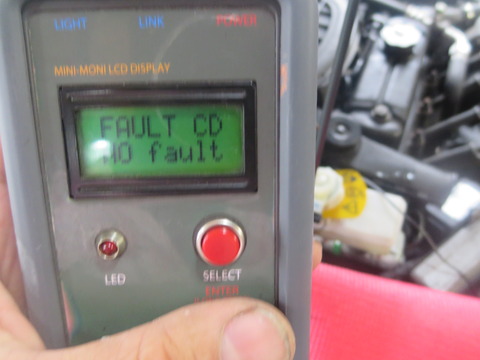 LIGHT LINK POWER
MINI-MONI LCD DISPLAY
FAULT CD
NO fault
LED
SELECT
ENTER